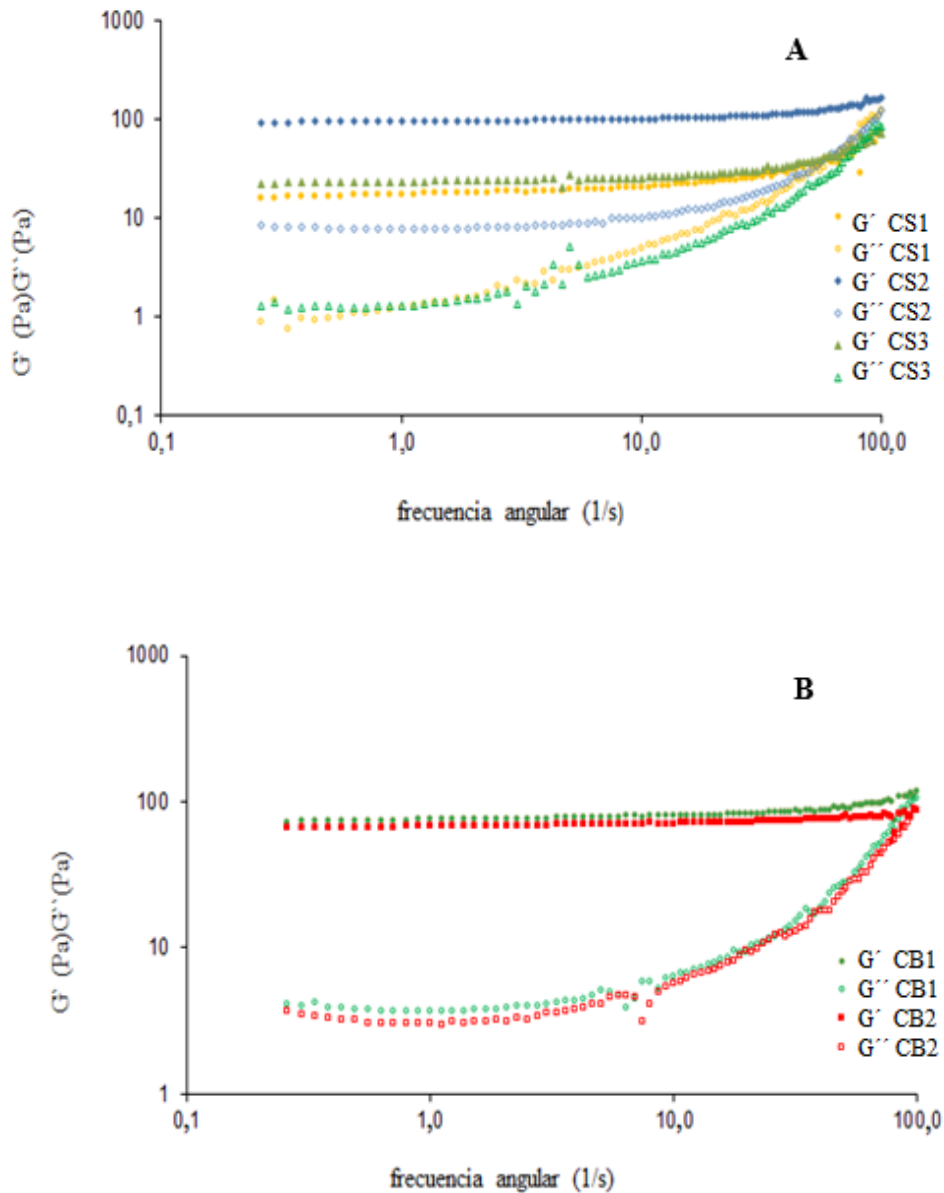 1000
A
100
10
1
0,1
G` (Pa)G``(Pa)
0,1 1,0 10,0 100,0
G´ CS1
G´´ CS1
G´ CS2
G´´ CS2
G´ CS3
G´´ CS3
frecuencia angular (1/s)
1000
B
100
10
1
G` (Pa)G``(Pa)
0,1 1,0 10,0 100,0
G´ CB1
G´´ CB1
G´ CB2
G´´ CB2
frecuencia angular (1/s)